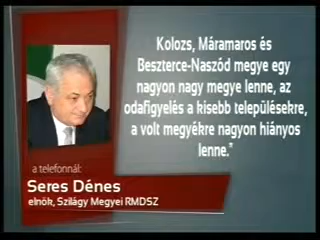 Kolozs, Máramaros és
Beszterce-Naszód megye egy
nagyon nagy megye lenne, az
odafigyelés a kisebb településekre,
a volt megyékre nagyon hiányos
lenne."
a telefonnál:
Seres Dénes
elnök, Szilágy Megyei RMDSZ